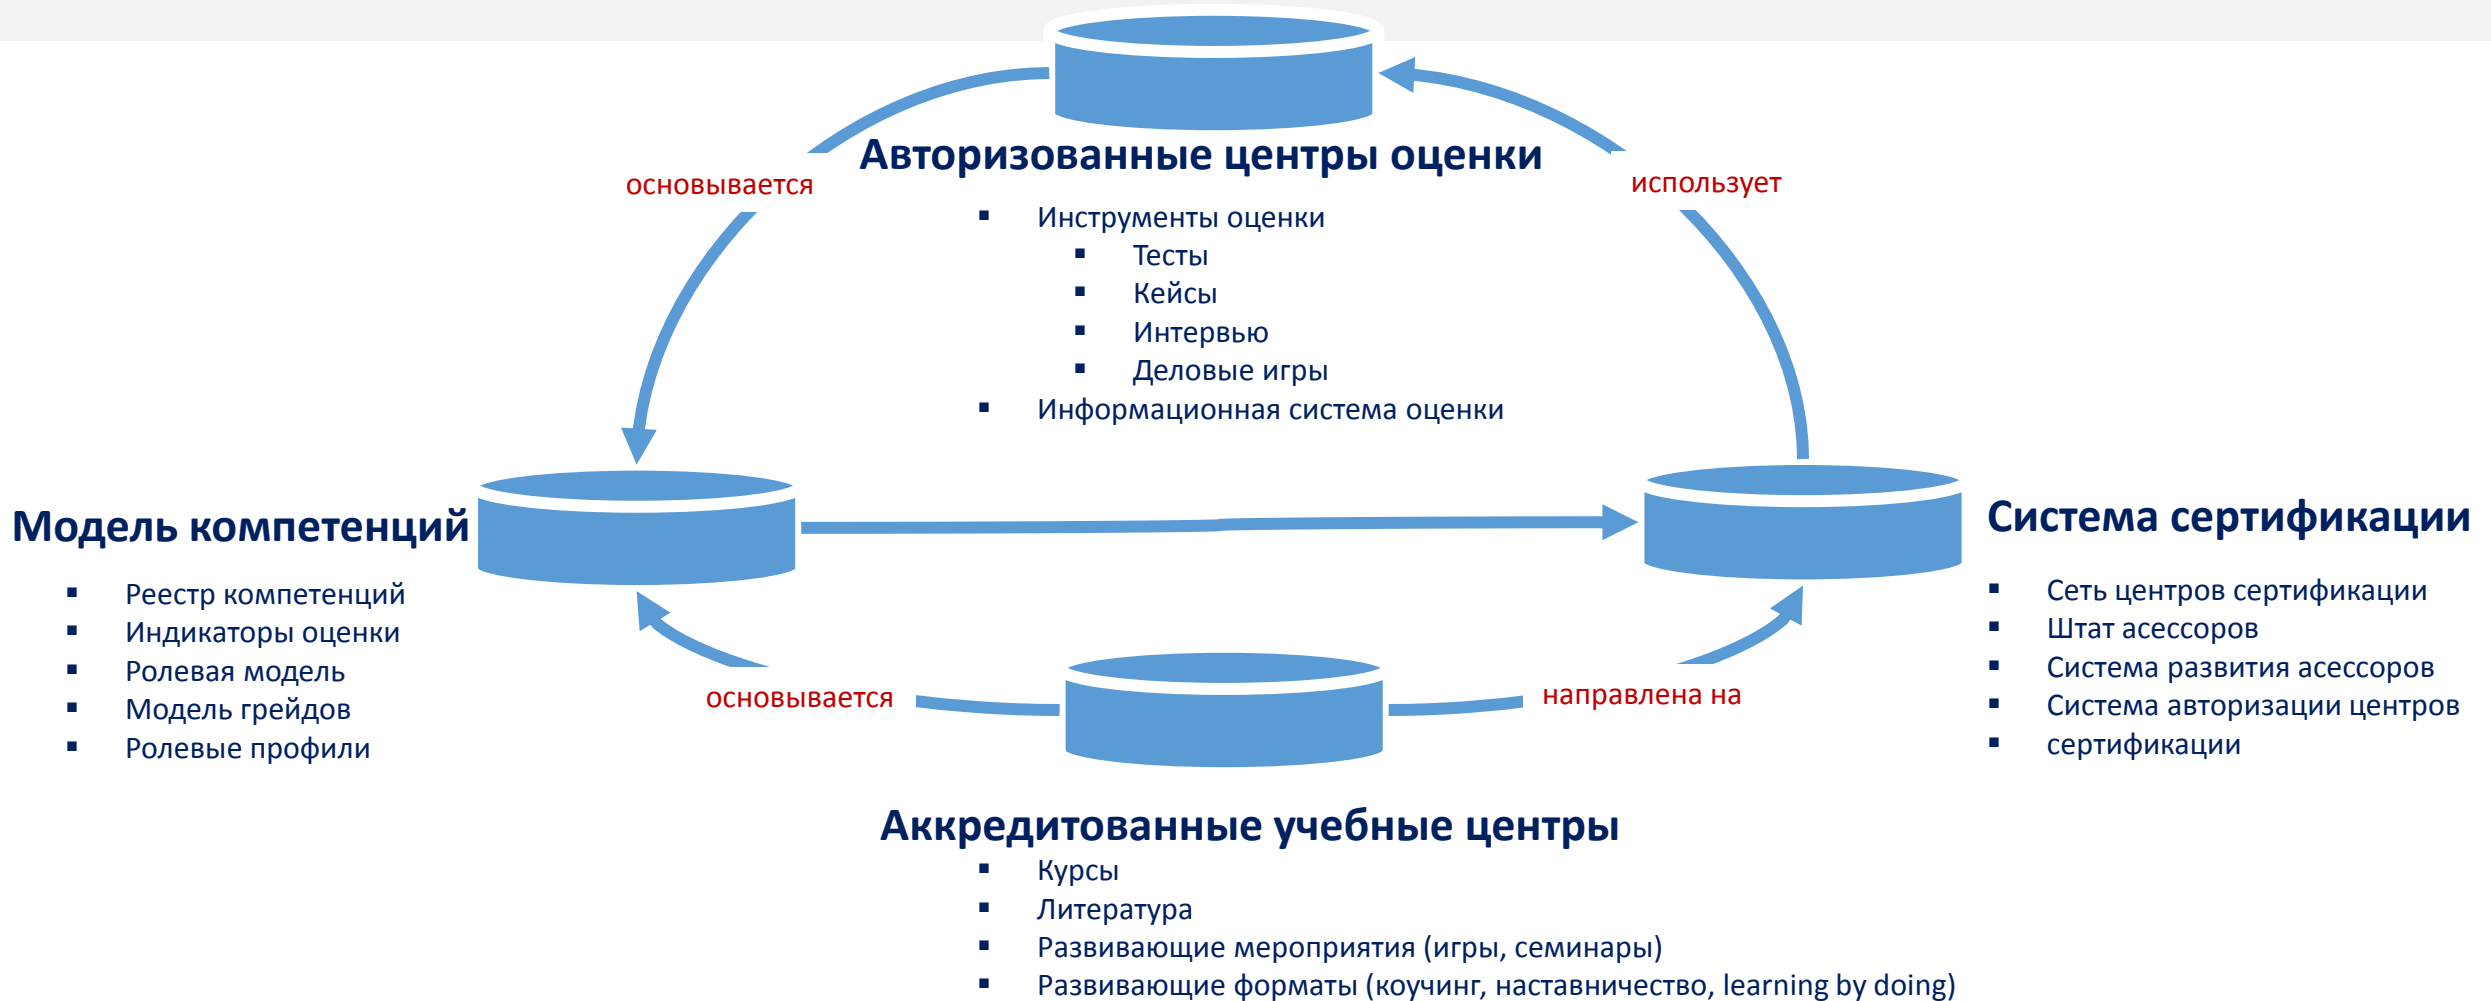 Авторизованные центры оценки
основывается
использует
Инструменты оценки
Тесты
Кейсы
Интервью
Деловые игры
Информационная система оценки
Модель компетенций
Реестр компетенций
Индикаторы оценки
Ролевая модель
Модель грейдов
Ролевые профили
Система сертификации
Сеть центров сертификации
Штат асессоров
Система развития асессоров
Система авторизации центров
сертификации
основывается
направлена на
Аккредитованные учебные центры
Курсы
Литература
Развивающие мероприятия (игры, семинары)
Развивающие форматы (коучинг, наставничество, learning by doing)